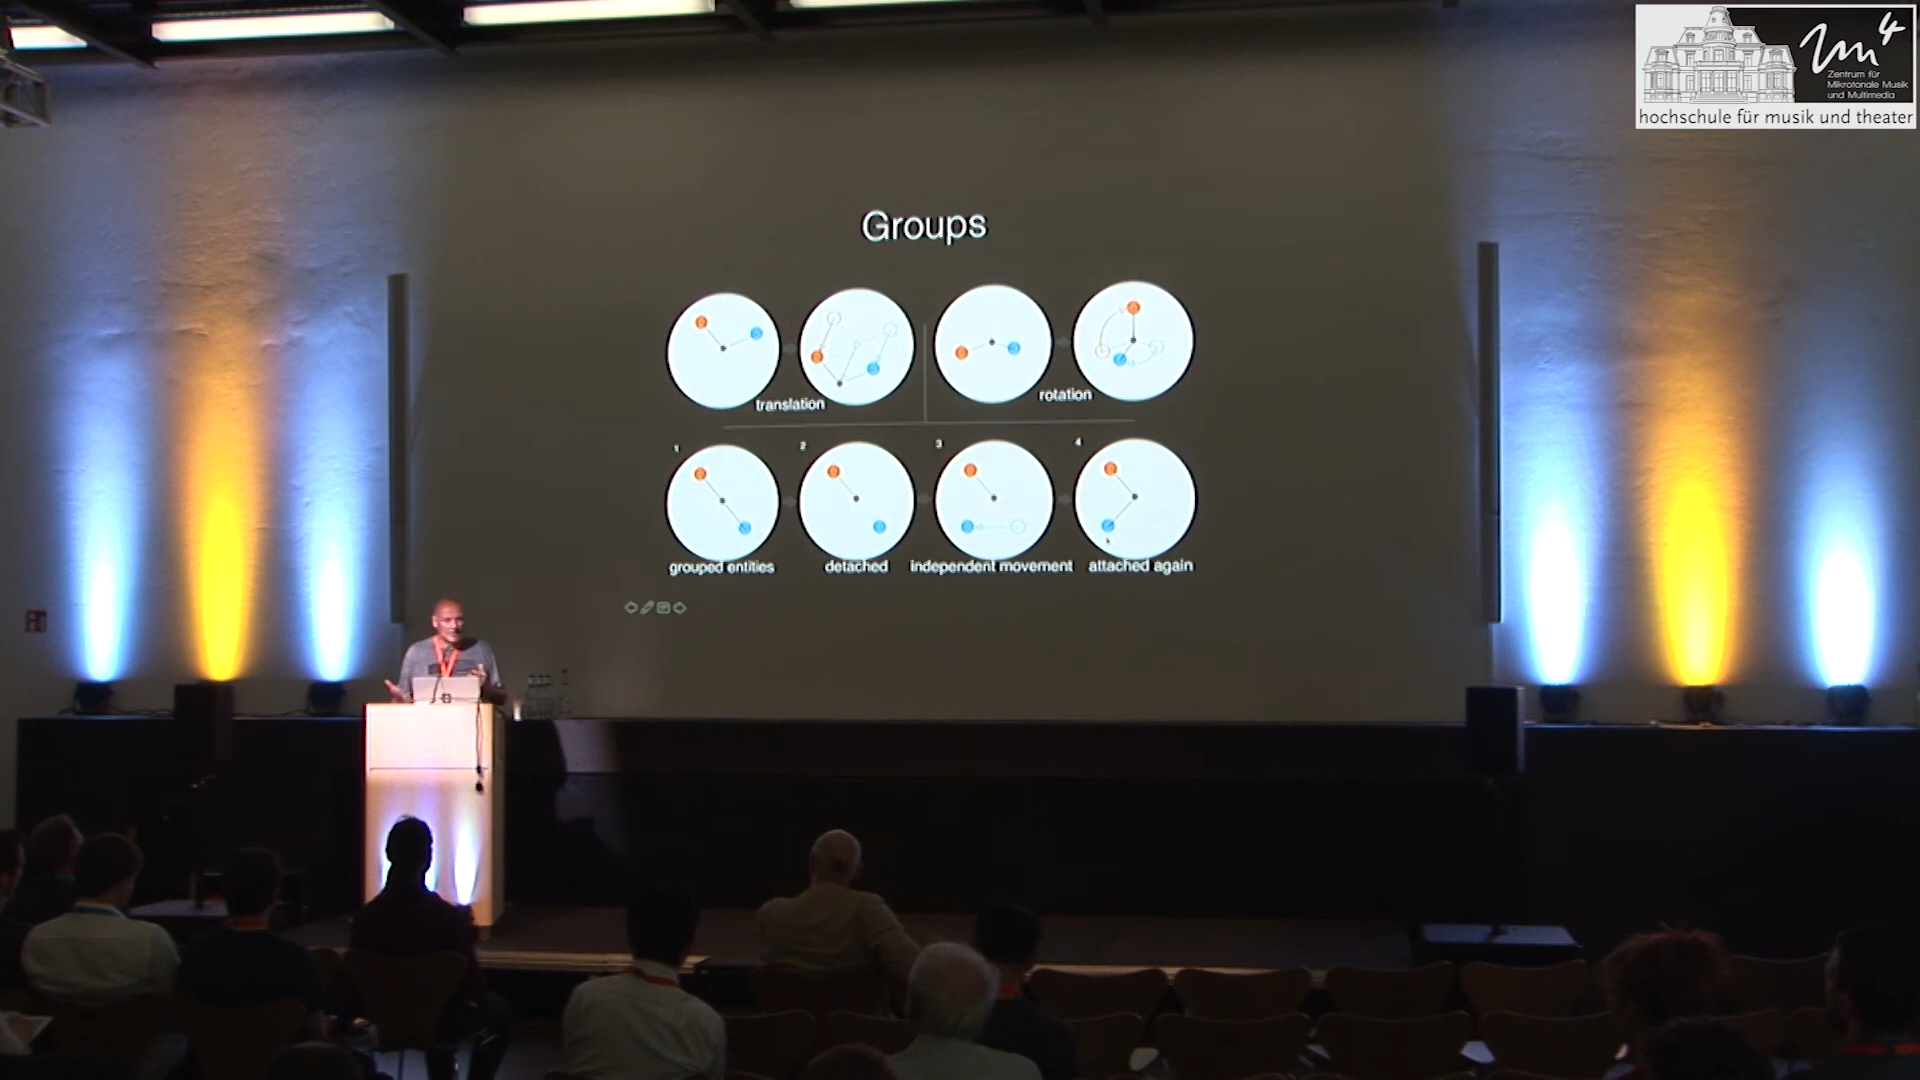 m4
Zentrum für
Mikrotonale Musik
und Multimedia
hochschule für musik und theater
Groups
translation
rotation
1 2 3 4
grouped entities detached independent movement attached again